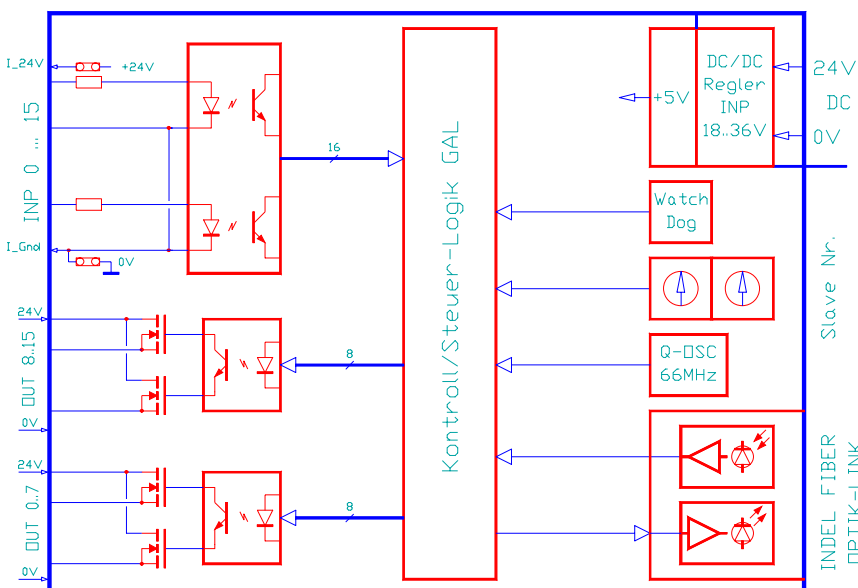 I_24V
+24V
INP 0 ... 15
I_Gnd
0V
16
24V
OUT 8..15
0V
8
24V
OUT 0..7
0V
8
Kontroll/Steuer-Logik GAL
+5V
DC/DC
Regler
INP
18..36V
24V
DC
0V
Watch
Dog
Slave Nr.
Q-OSC
66MHz
INDEL FIBER
OPTIK-LINK